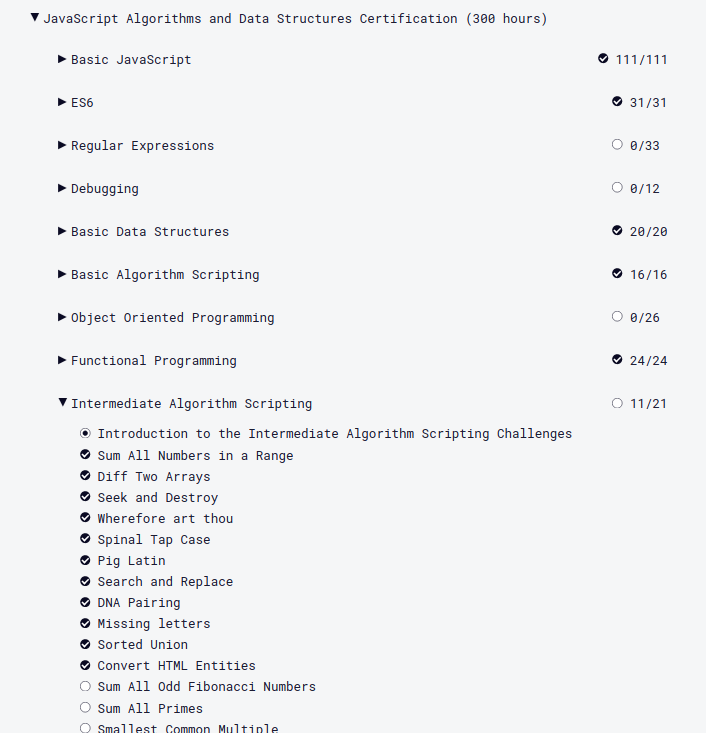 JavaScript Algorithms and Data Structures Certification (300 hours)
Basic JavaScript 111/111
ES6 31/31
Regular Expressions 0/33
Debugging 0/12
Basic Data Structures 20/20
Basic Algorithm Scripting 16/16
Object Oriented Programming 0/26
Functional Programming 24/24
Intermediate Algorithm Scripting 11/21
Introduction to the Intermediate Algorithm Scripting Challenges
Sum All Numbers in a Range
Diff Two Arrays
Seek and Destroy
Wherefore art thou
Spinal Tap Case
Pig Latin
Search and Replace
DNA Pairing
Missing letters
Sorted Union
Convert HTML Entities
Sum All Odd Fibonacci Numbers
Sum All Primes
Smallest Common Multiple